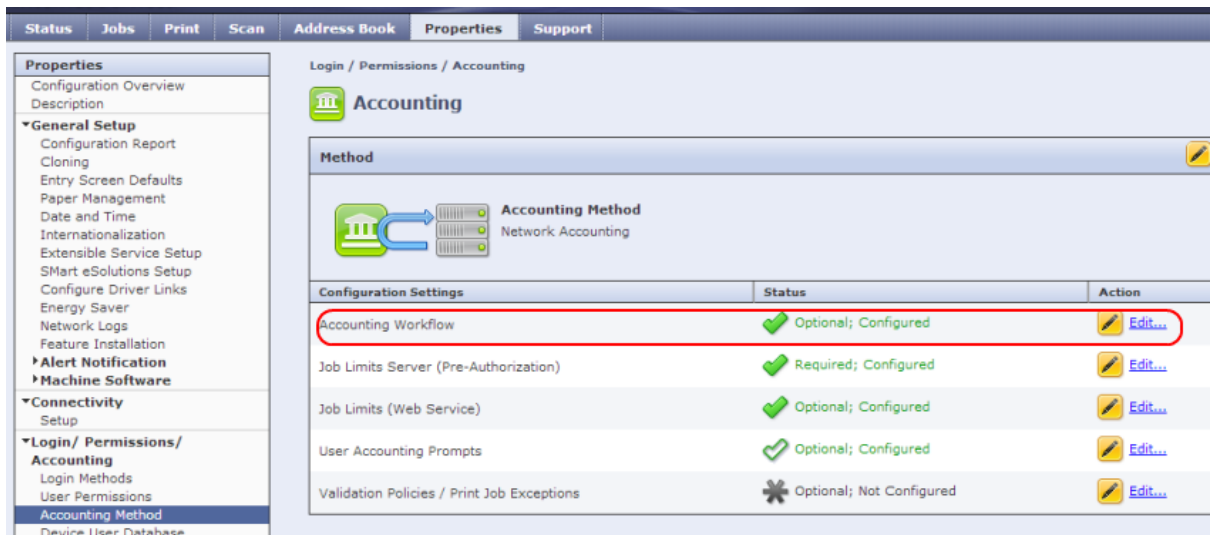 Status Jobs Print Scan Address Book Properties Support
Properties
Configuration Overview
Description
General Setup
Configuration Report
Cloning
Entry Screen Defaults
Paper Management
Date and Time
Internationalization
Extensible Service Setup
SMart eSolutions Setup
Configure Driver Links
Energy Saver
Network Logs
Feature Installation
Alert Notification
Machine Software
Connectivity
Setup
Login/ Permissions/
Accounting
Login Methods
User Permissions
Accounting Method
Device User Database
Login / Permissions / Accounting
Accounting
Method
Accounting Method
Network Accounting
Configuration Settings Status Action
Accounting Workflow Optional; Configured Edit...
Job Limits Server (Pre-Authorization) Required; Configured Edit...
Job Limits (Web Service) Optional; Configured Edit...
User Accounting Prompts Optional; Configured Edit...
Validation Policies / Print Job Exceptions Optional; Not Configured Edit...